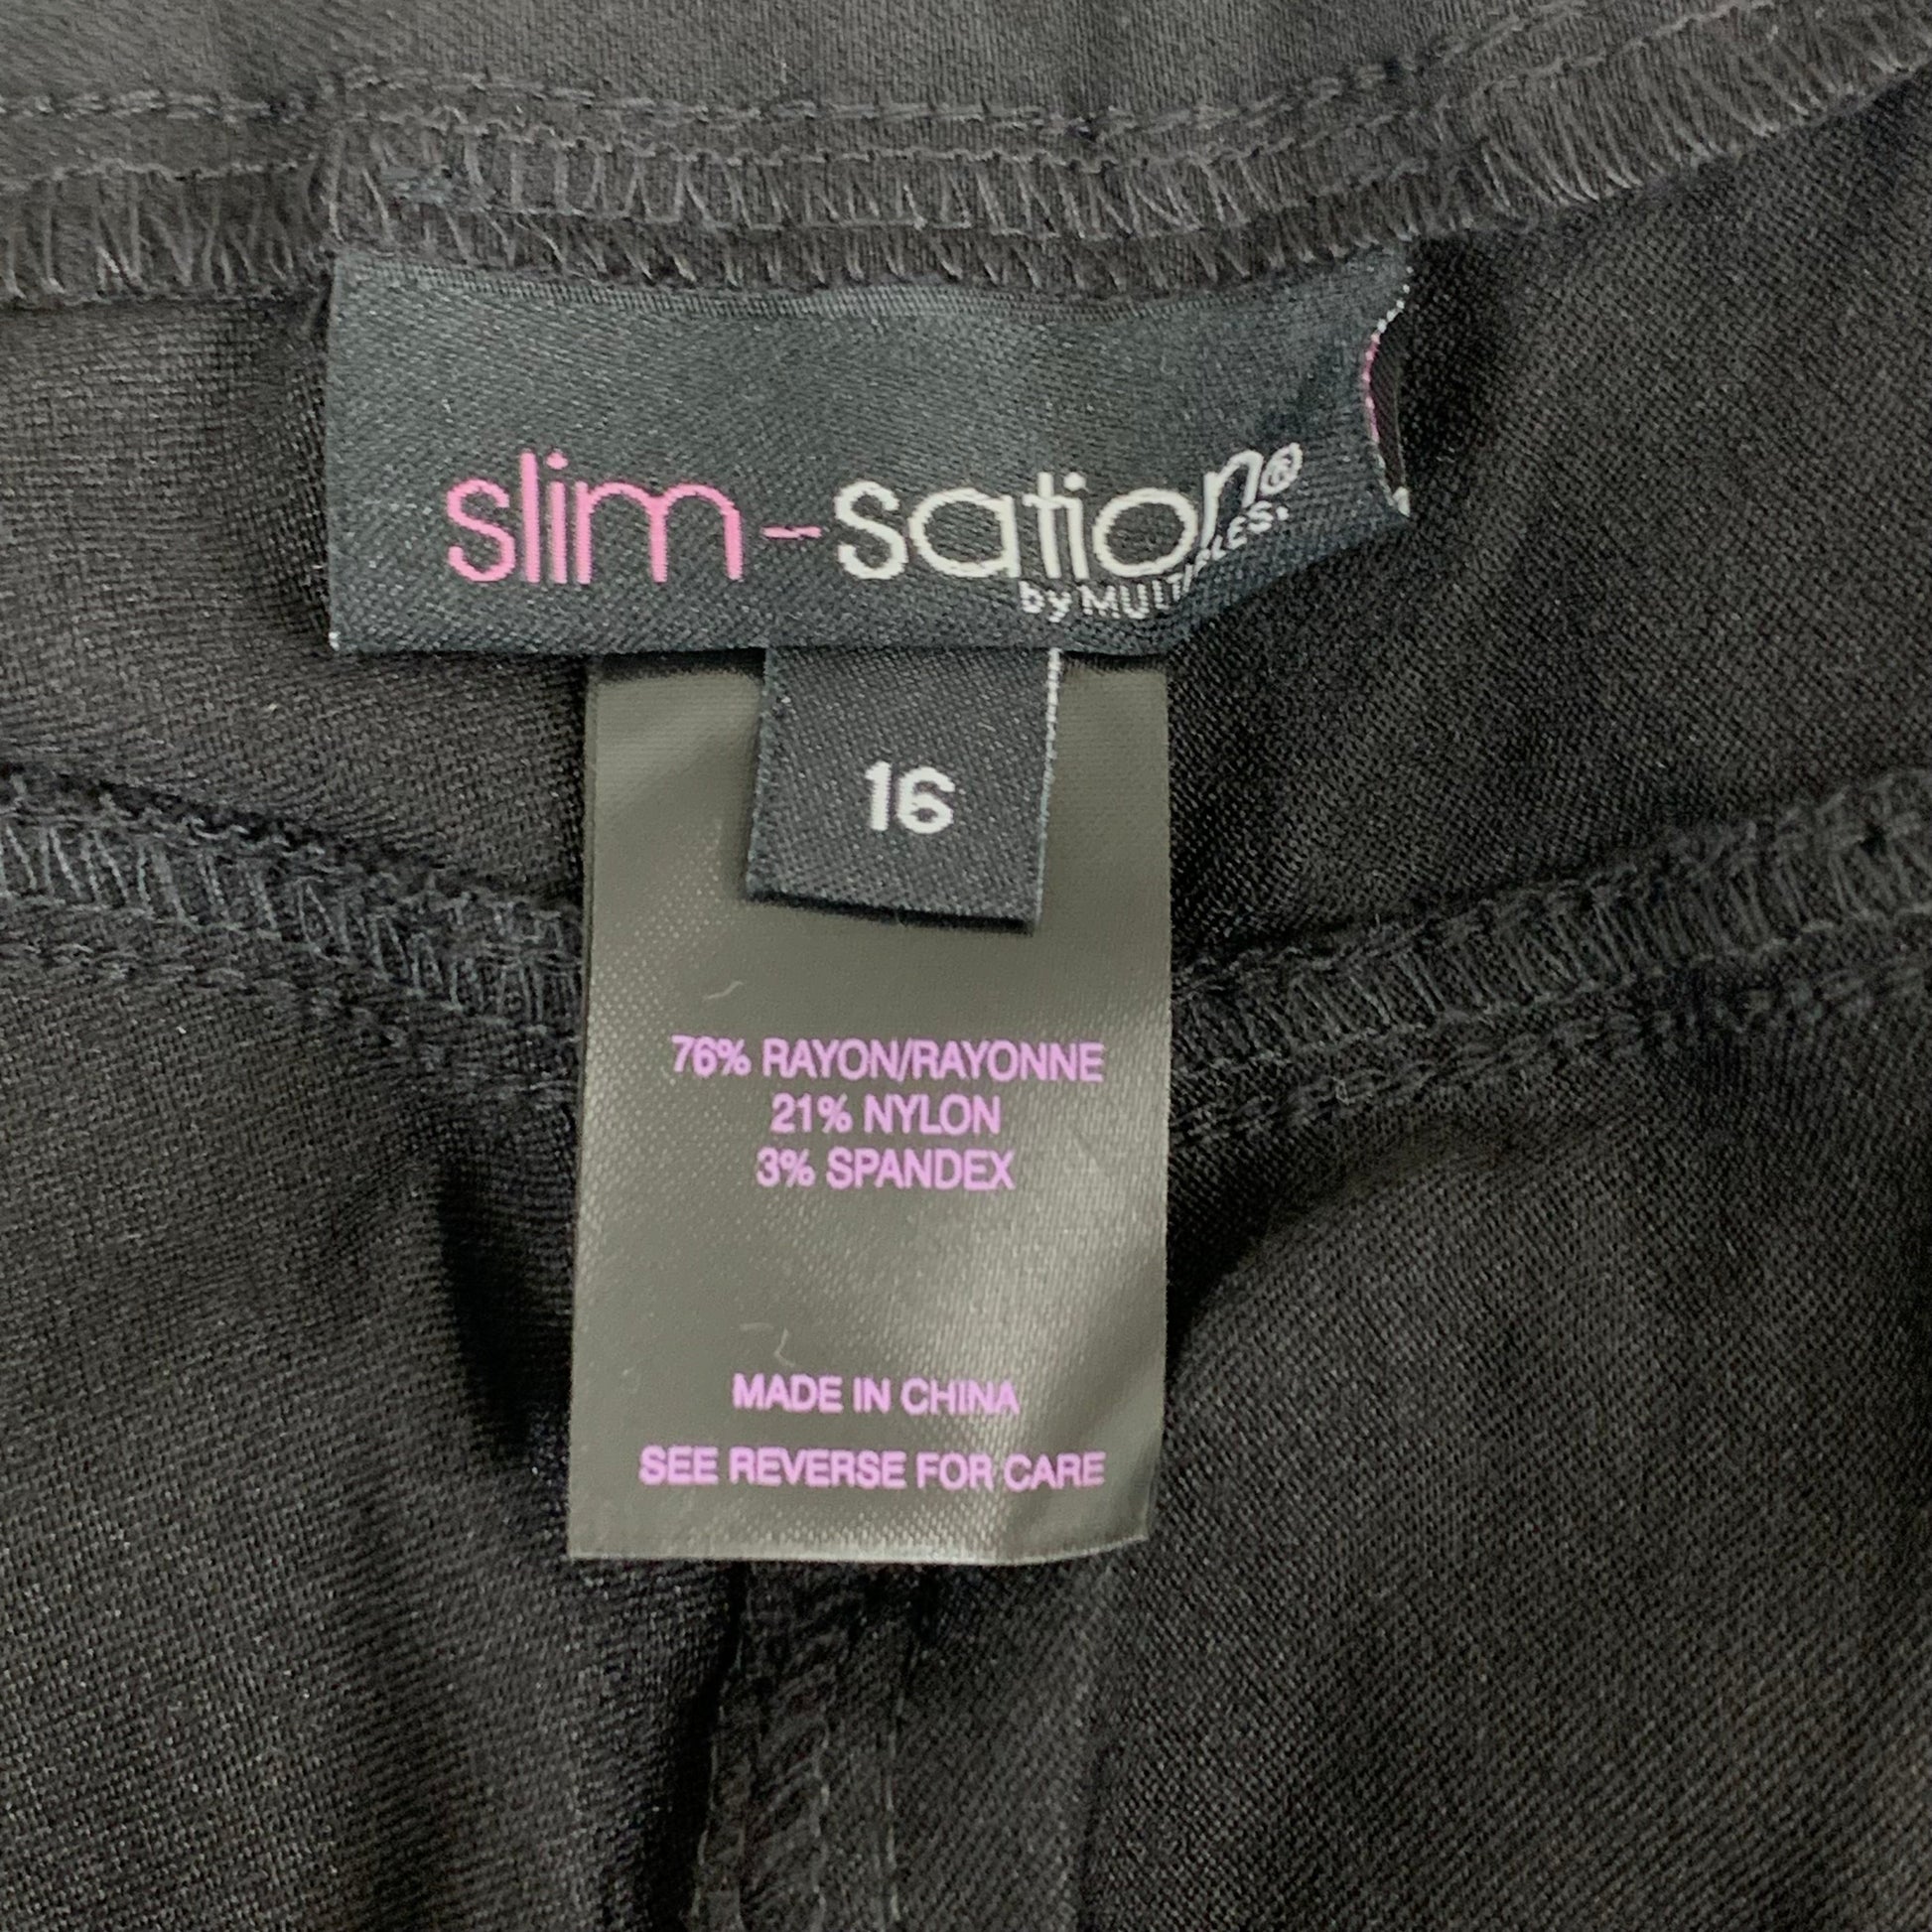 slim-sation®
by MULTIPLES.
16
76% RAYON/RAYONNE
21% NYLON
3% SPANDEX
MADE IN CHINA
SEE REVERSE FOR CARE